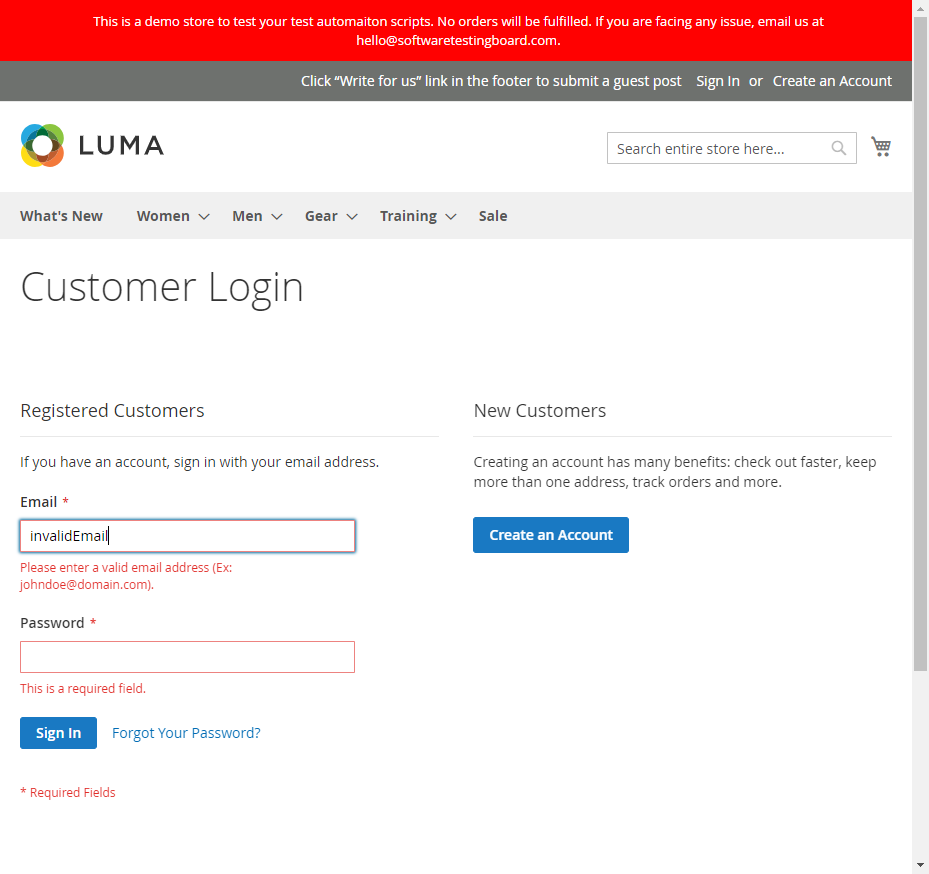 This is a demo store to test your test automaiton scripts. No orders will be fulfilled. If you are facing any issue, email us at
hello@softwaretestingboard.com.
Click “Write for us” link in the footer to submit a guest post Sign In or Create an Account
LUMA
Search entire store here...
What's New Women Men Gear Training Sale
Customer Login
Registered Customers
If you have an account, sign in with your email address.
Email *
invalidEmail
Please enter a valid email address (Ex:
johndoe@domain.com).
Password *
This is a required field.
Sign In Forgot Your Password?
* Required Fields
New Customers
Creating an account has many benefits: check out faster, keep
more than one address, track orders and more.
Create an Account